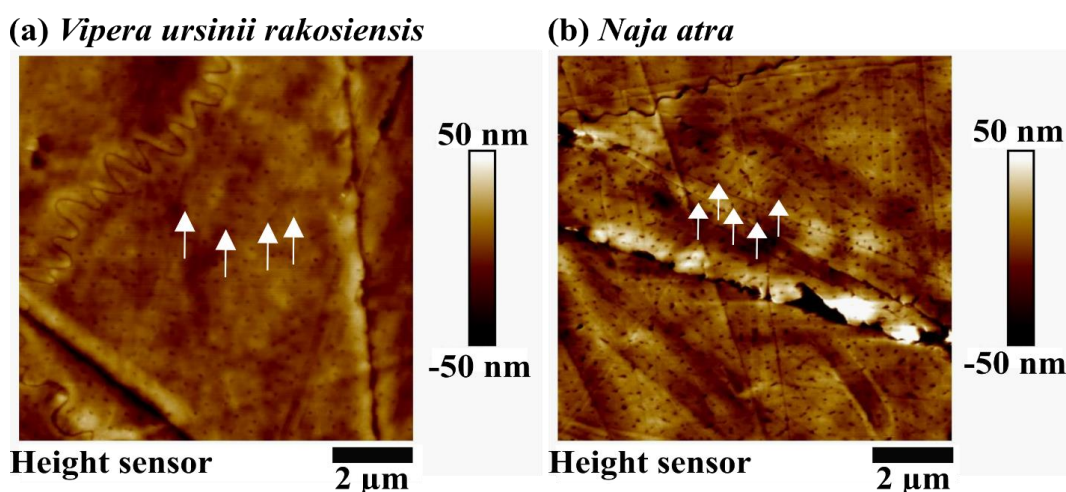 (a) Vipera ursinii rakosiensis
(b) Naja atra
50 nm
-50 nm
50 nm
-50 nm
Height sensor
2 µm
Height sensor
2 µm